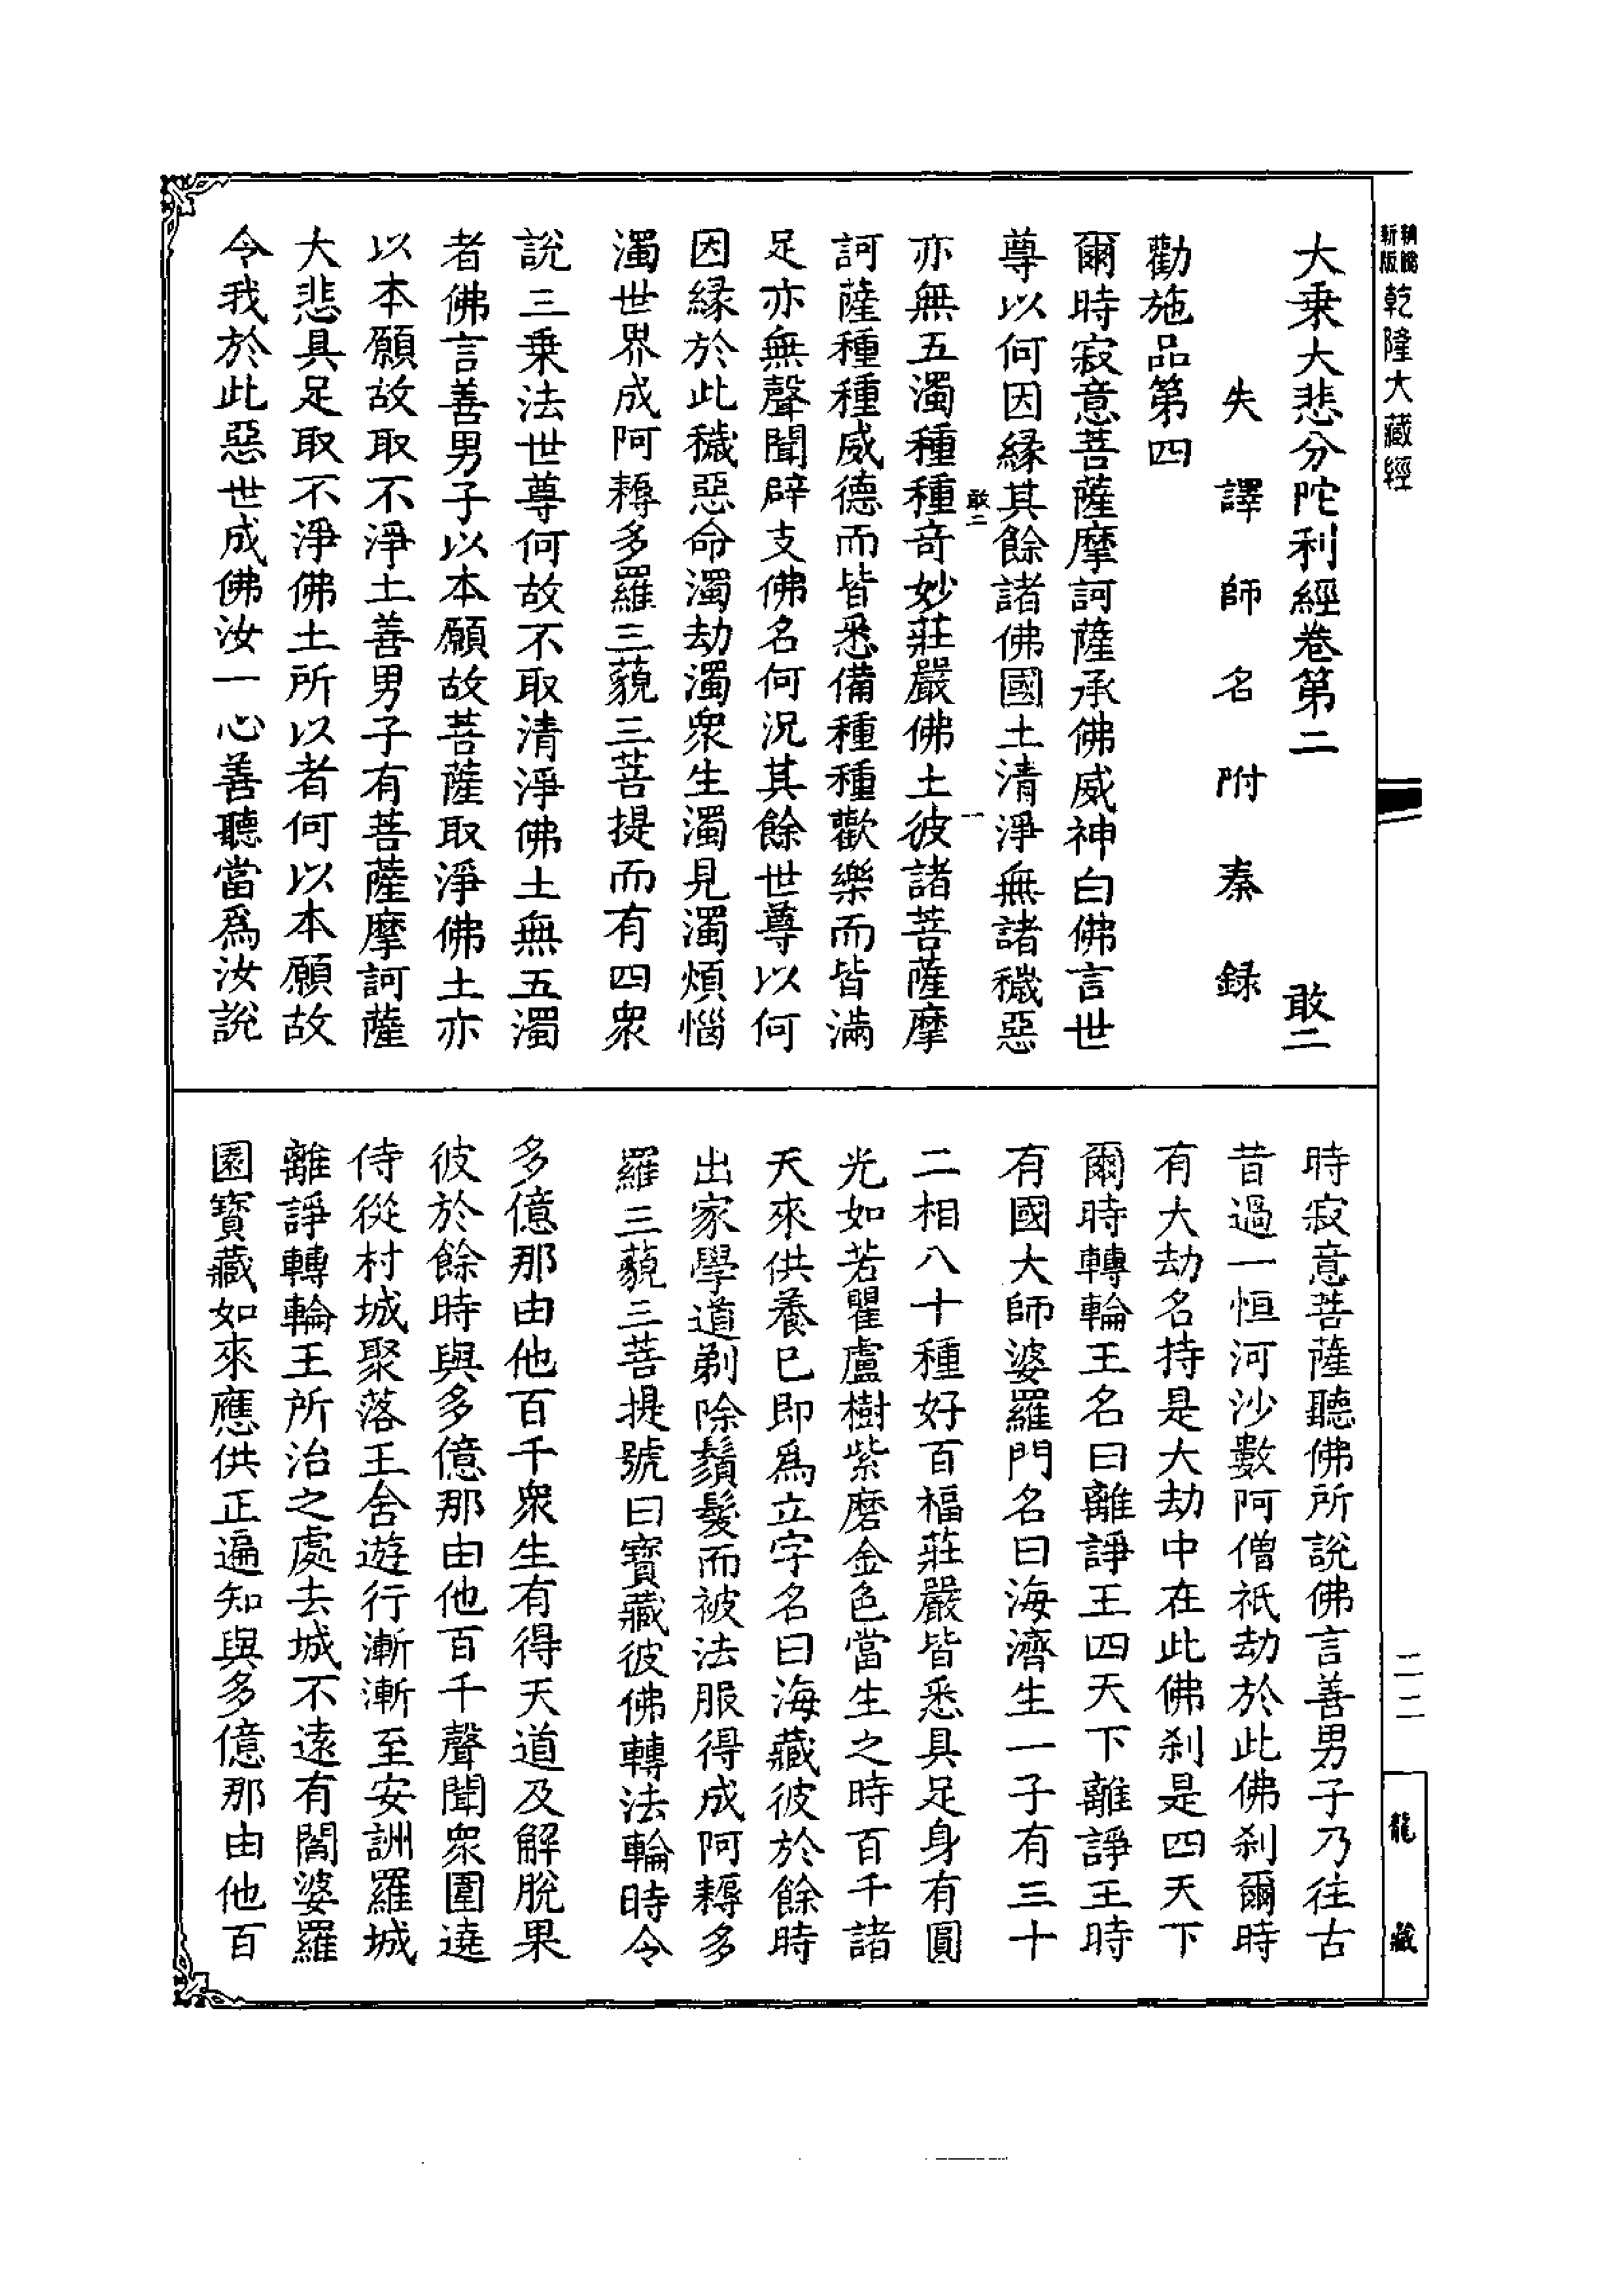 新版乾隆大藏經
大乘大悲分陀利經卷第二 敢二
失譯師名附秦録
勸施品第四
爾時寂意菩薩摩訶薩承佛威神白佛言世
尊以何因緣其餘諸佛國土清淨無諸穢惡
敢二 一
亦無五濁種種奇妙莊嚴佛土彼諸菩薩摩
訶薩種種威德而皆悉備種種歡樂而皆滿
足亦無聲聞辟支佛名何況其餘世尊以何
因緣於此穢惡命濁劫濁衆生濁見濁煩惱
濁世界成阿耨多羅三藐三菩提而有四衆
說三乗法世尊何故不取清淨佛土無五濁
者佛言善男子以本願故菩薩取淨佛土亦
以本願故取不淨土善男子有菩薩摩訶薩
大悲具足取不淨佛土所以者何以本願故
令我於此惡世成佛汝一心善聽當爲汝說
時寂意菩薩聽佛所說佛言善男子乃往古
昔過一恒河沙數阿僧祇劫於此佛刹爾時
有大劫名持是大劫中在此佛刹是四天下
爾時轉輪王名曰離諍王四天下離諍王時
有國大師婆羅門名曰海濟生一子有三十
二相八十種好百福莊嚴皆悉具足身有圓
光如若瞿盧樹紫磨金色當生之時百千諸
天來供養已即爲立字名曰海藏彼於餘時
出家學道剃除鬚髮而被法服得成阿耨多
羅三藐三菩提號曰寶藏彼佛轉法輪時令
多億那由他百千衆生有得天道及解脫果
彼於餘時與多億那由他百千聲聞衆圍遶
侍從村城聚落王舍遊行漸漸至安詶羅城
離諍轉輪王所治之處去城不遠有閻婆羅
園寶藏如來應供正遍知與多億那由他百
二二
龍藏